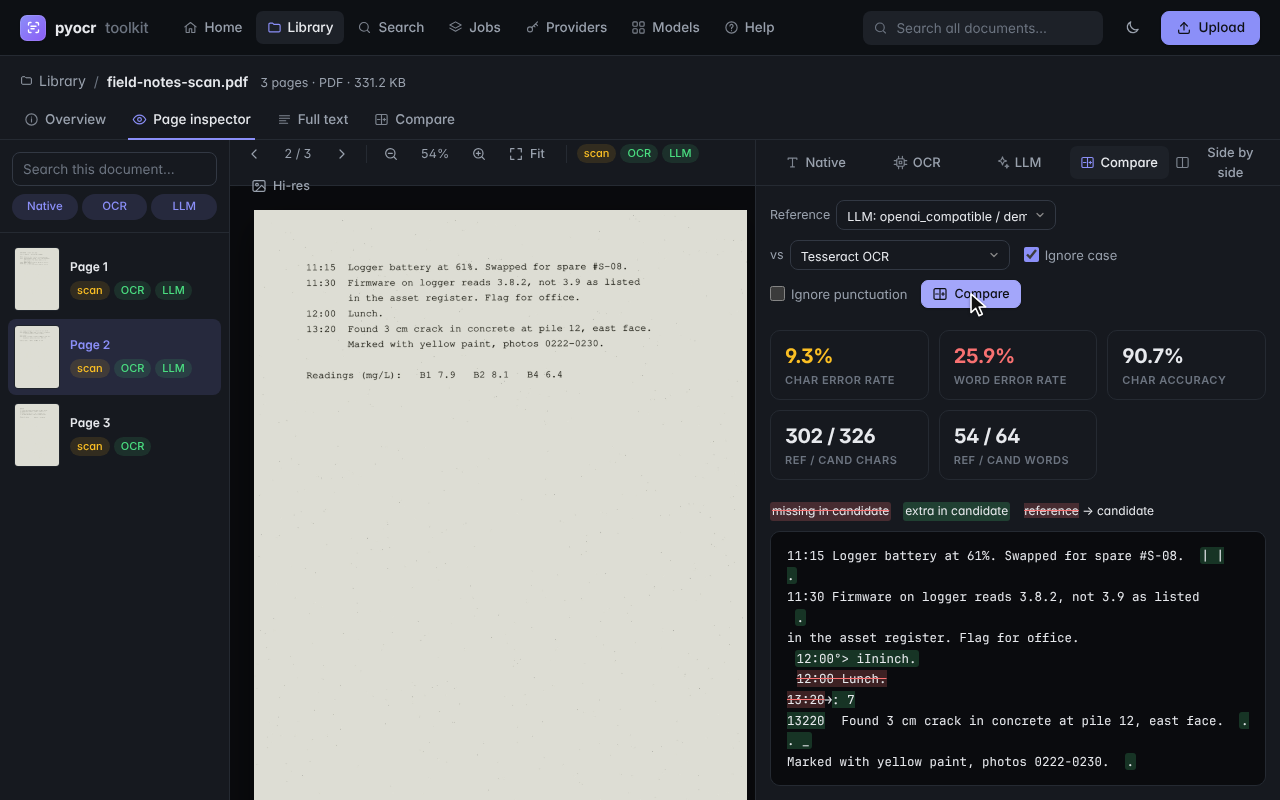 pyocr toolkit
Home
Library
Search
Jobs
Providers
Models
Help
Search all documents...
Upload
Library / field-notes-scan.pdf 3 pages · PDF · 331.2 KB
Overview
Page inspector
Full text
Compare
Search this document...
Native
OCR
LLM
Page 1
scan OCR LLM
Page 2
scan OCR LLM
Page 3
scan OCR
2 / 3
54%
Fit
scan OCR LLM
Hi-res
11:15 Logger battery at 61%. Swapped for spare #S-08.
11:30 Firmware on logger reads 3.8.2, not 3.9 as listed
in the asset register. Flag for office.
12:00 Lunch.
13:20 Found 3 cm crack in concrete at pile 12, east face.
Marked with yellow paint, photos 0222-0230.
Readings (mg/L): B1 7.9 B2 8.1 B4 6.4
Native
OCR
LLM
Compare
Side by
side
Reference LLM: openai_compatible / dem
vs Tesseract OCR
Ignore case
Ignore punctuation
Compare
9.3%
CHAR ERROR RATE
25.9%
WORD ERROR RATE
90.7%
CHAR ACCURACY
302 / 326
REF / CAND CHARS
54 / 64
REF / CAND WORDS
missing in candidate extra in candidate reference → candidate
11:15 Logger battery at 61%. Swapped for spare #S-08. | |
.
11:30 Firmware on logger reads 3.8.2, not 3.9 as listed
.
in the asset register. Flag for office.
12:00°> iIninch.
12:00 Lunch.
13:20→: 7
13220 Found 3 cm crack in concrete at pile 12, east face. .
. _
Marked with yellow paint, photos 0222-0230. .